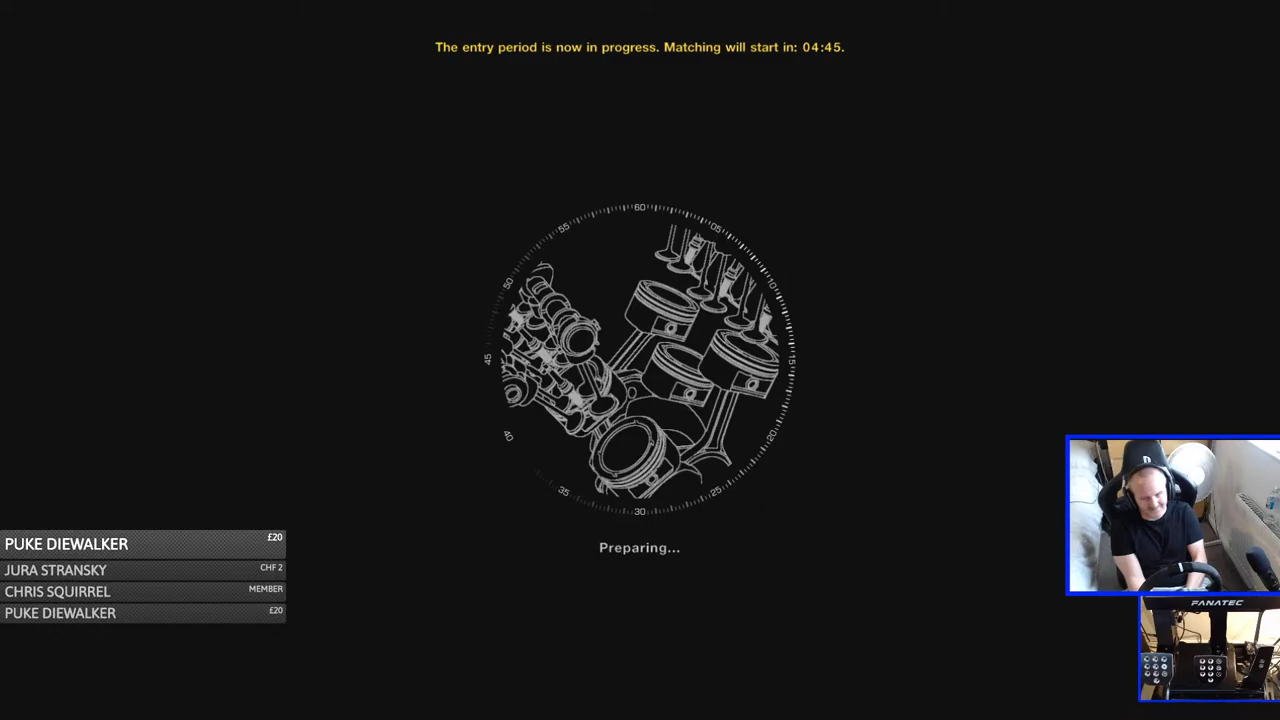 The entry period is now in progress. Matching will start in: 04:45.
60
55
05
50
10
45
15
40
20
35
25
30
Preparing...
PUKE DIEWALKER £20
JURA STRANSKY CHF 2
CHRIS SQUIRREL MEMBER
PUKE DIEWALKER £20
FANATEC